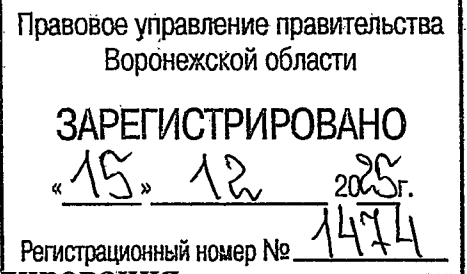 Правовое управление правительства
Воронежской области
ЗАРЕГИСТРИРОВАНО
«15» 12 2025г.
Регистрационный номер № 1474